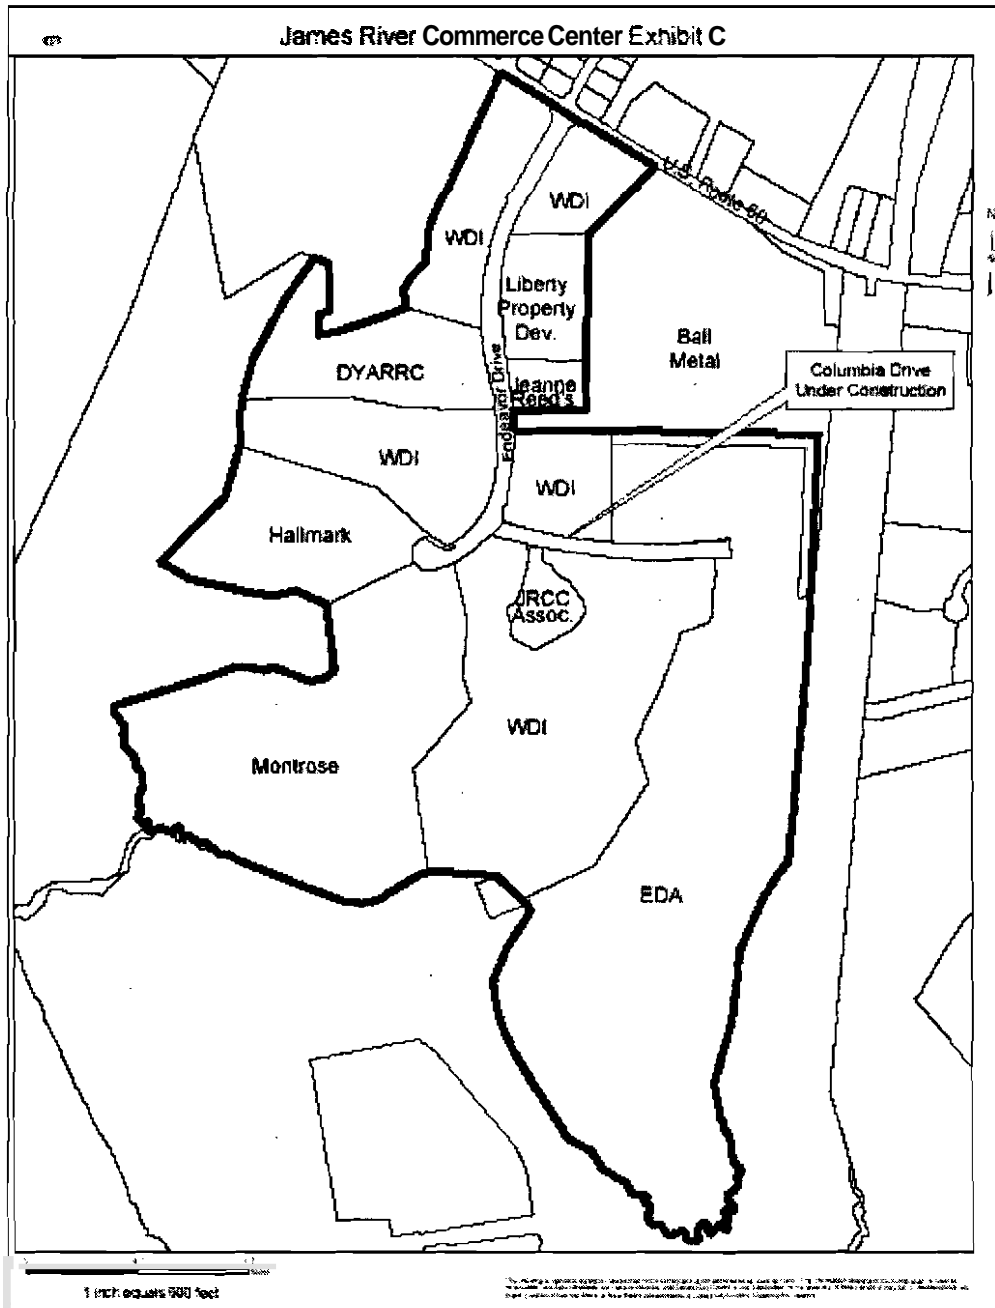 James River Commerce Center Exhibit C
U.S. Route 60
N
WDI
WDI
Liberty
Property
Dev.
Ball
Metal
Columbia Drive
Under Construction
DYARRC
Jeanne
Reed's
Endeavor Drive
WDI
WDI
Hallmark
JRCC
Assoc.
WDI
Montrose
EDA
1 inch equals 600 feet